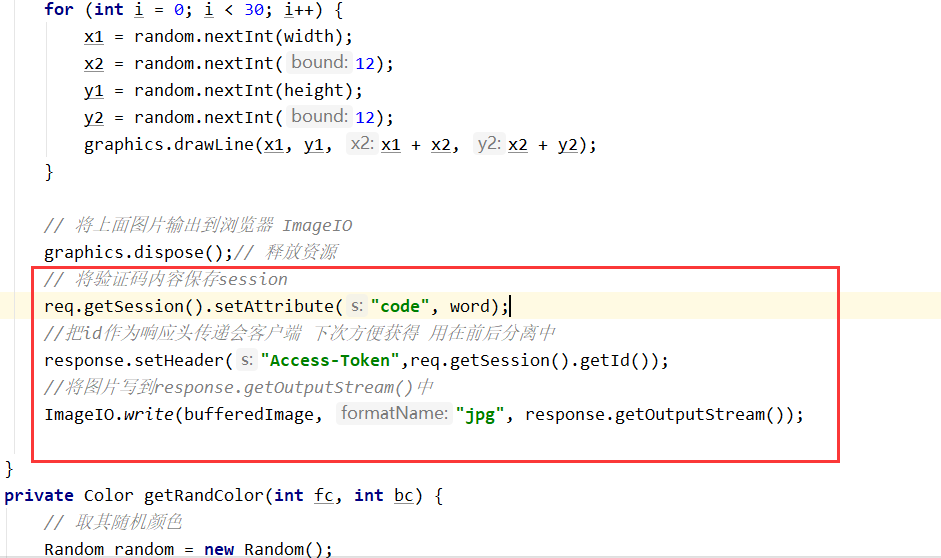 for (int i = 0; i < 30; i++) {
x1 = random.nextInt(width);
x2 = random.nextInt( bound: 12);
y1 = random.nextInt(height);
y2 = random.nextInt( bound: 12);
graphics.drawLine(x1, y1, x2: x1 + x2, y2: x2 + y2);
}
// 将上面图片输出到浏览器 ImageIO
graphics.dispose();// 释放资源
// 将验证码内容保存session
req.getSession().setAttribute( s: "code", word);
//把id作为响应头传递会客户端 下次方便获得 用在前后分离中
response.setHeader( s: "Access-Token",req.getSession().getId());
//将图片写到response.getOutputStream()中
ImageIO.write(bufferedImage, formatName: "jpg", response.getOutputStream());
}
private Color getRandColor(int fc, int bc) {
// 取其随机颜色
Random random = new Random();